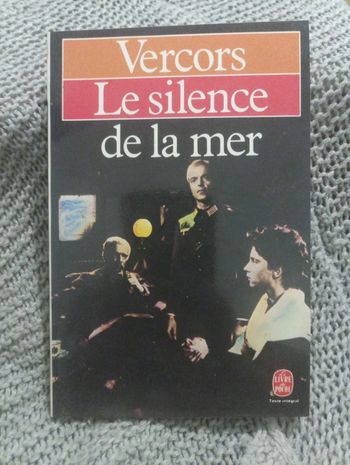 Vercors
Le silence
de la mer
Le
LIVRE
de
POCHE
Texte intégral